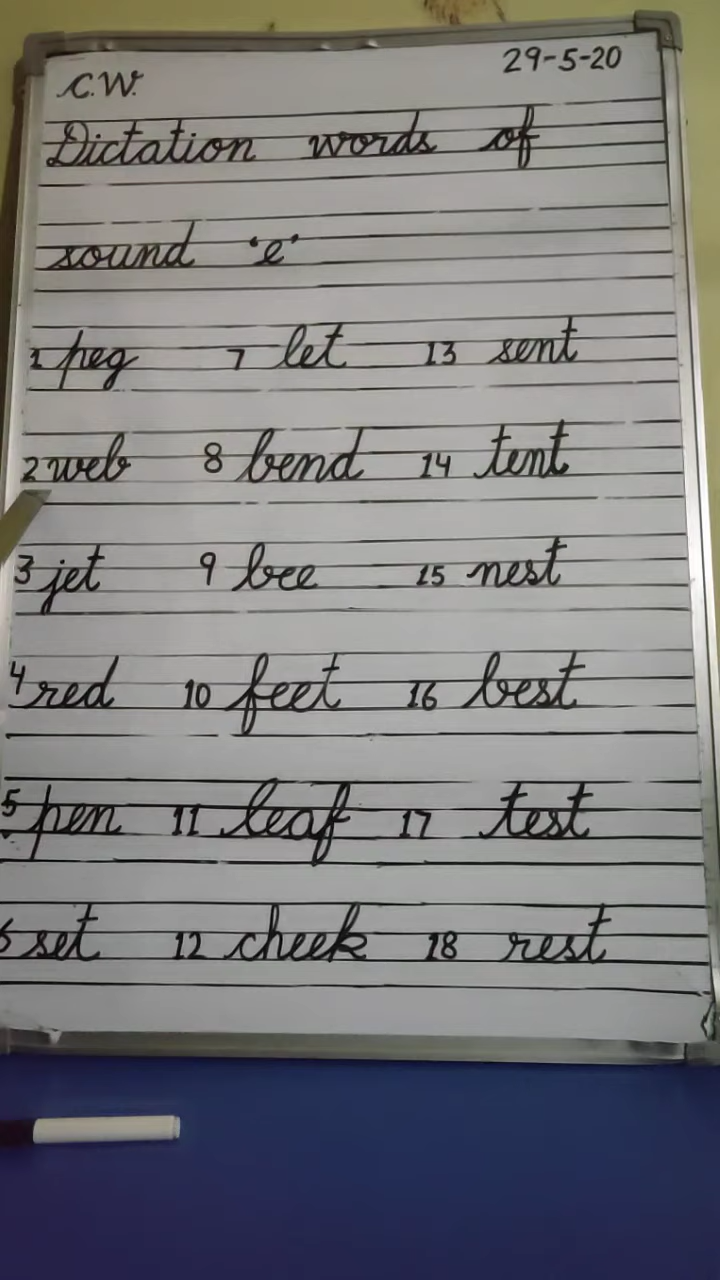 C.W. 29-5-20
Dictation words of
sound 'e'
1 peg 7 let 13 sent
2 web 8 bend 14 tent
3 jet 9 bee 15 nest
4 red 10 feet 16 best
5 pen 11 leaf 17 test
6 set 12 cheek 18 rest